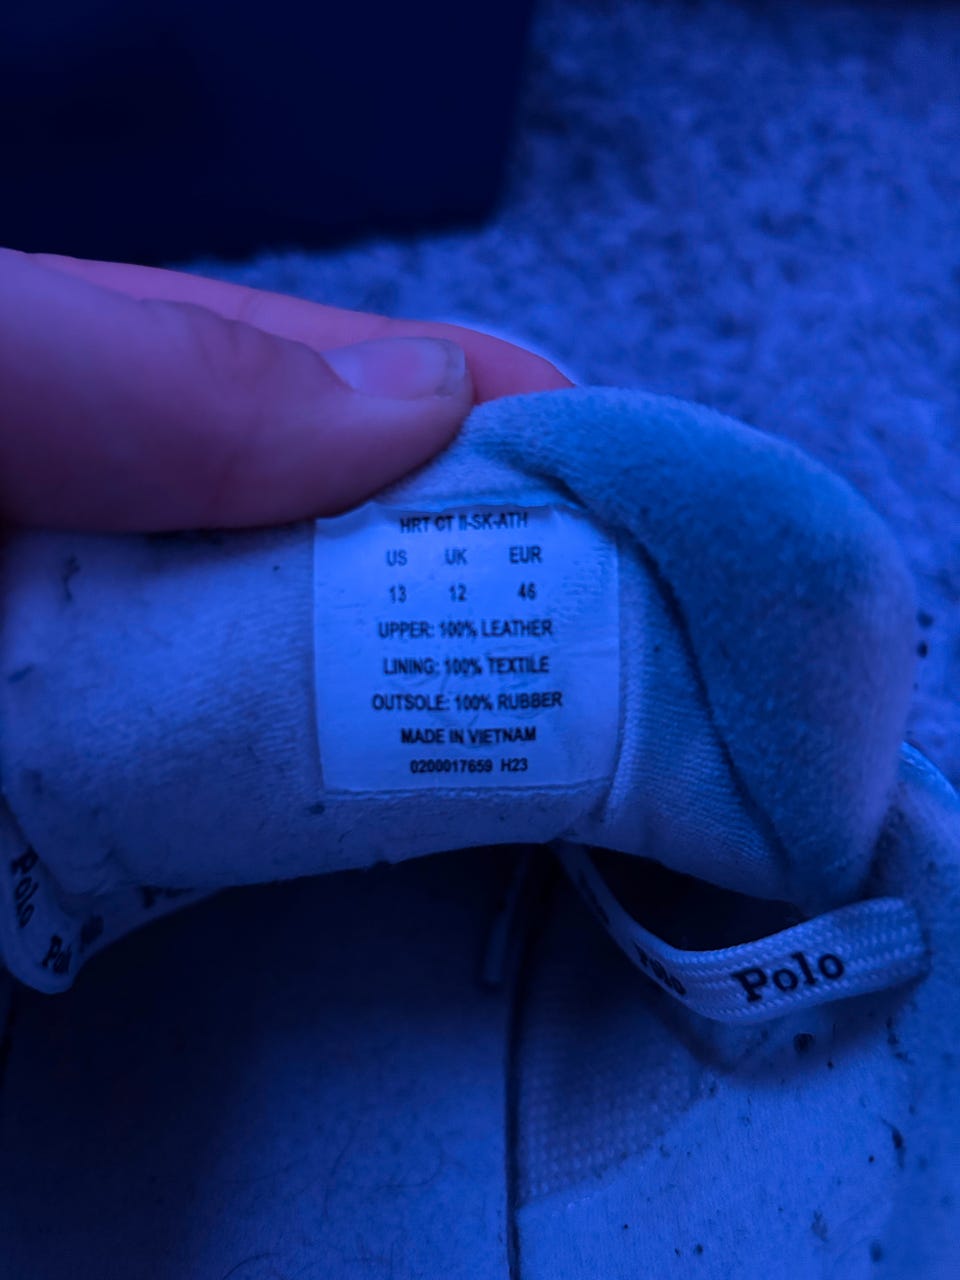 HRT CT II-SK-ATH
US UK EUR
13 12 46
UPPER: 100% LEATHER
LINING: 100% TEXTILE
OUTSOLE: 100% RUBBER
MADE IN VIETNAM
0200017659 H23
Polo
Polo
Polo